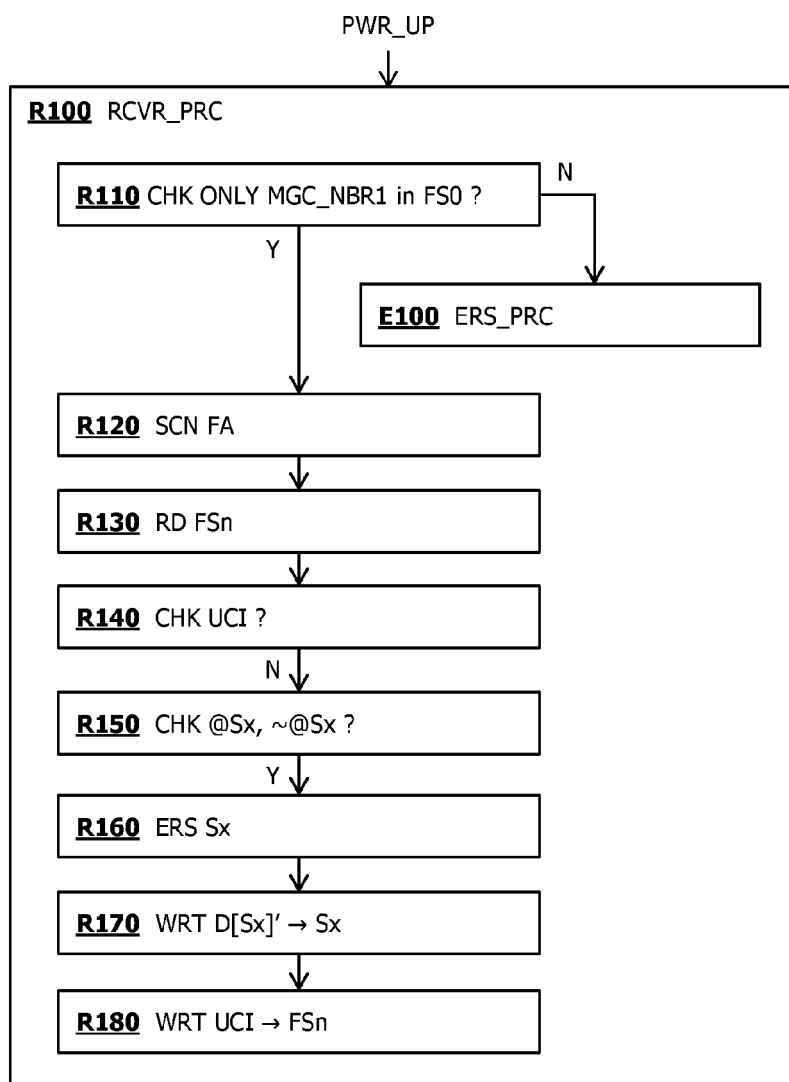 PWR_UP
R100 RCVR_PRC
R110 CHK ONLY MGC_NBR1 in FS0 ?
N
Y
E100 ERS_PRC
R120 SCN FA
R130 RD FSn
R140 CHK UCI ?
N
R150 CHK @Sx, ~@Sx ?
Y
R160 ERS Sx
R170 WRT D[Sx]’ → Sx
R180 WRT UCI → FSn